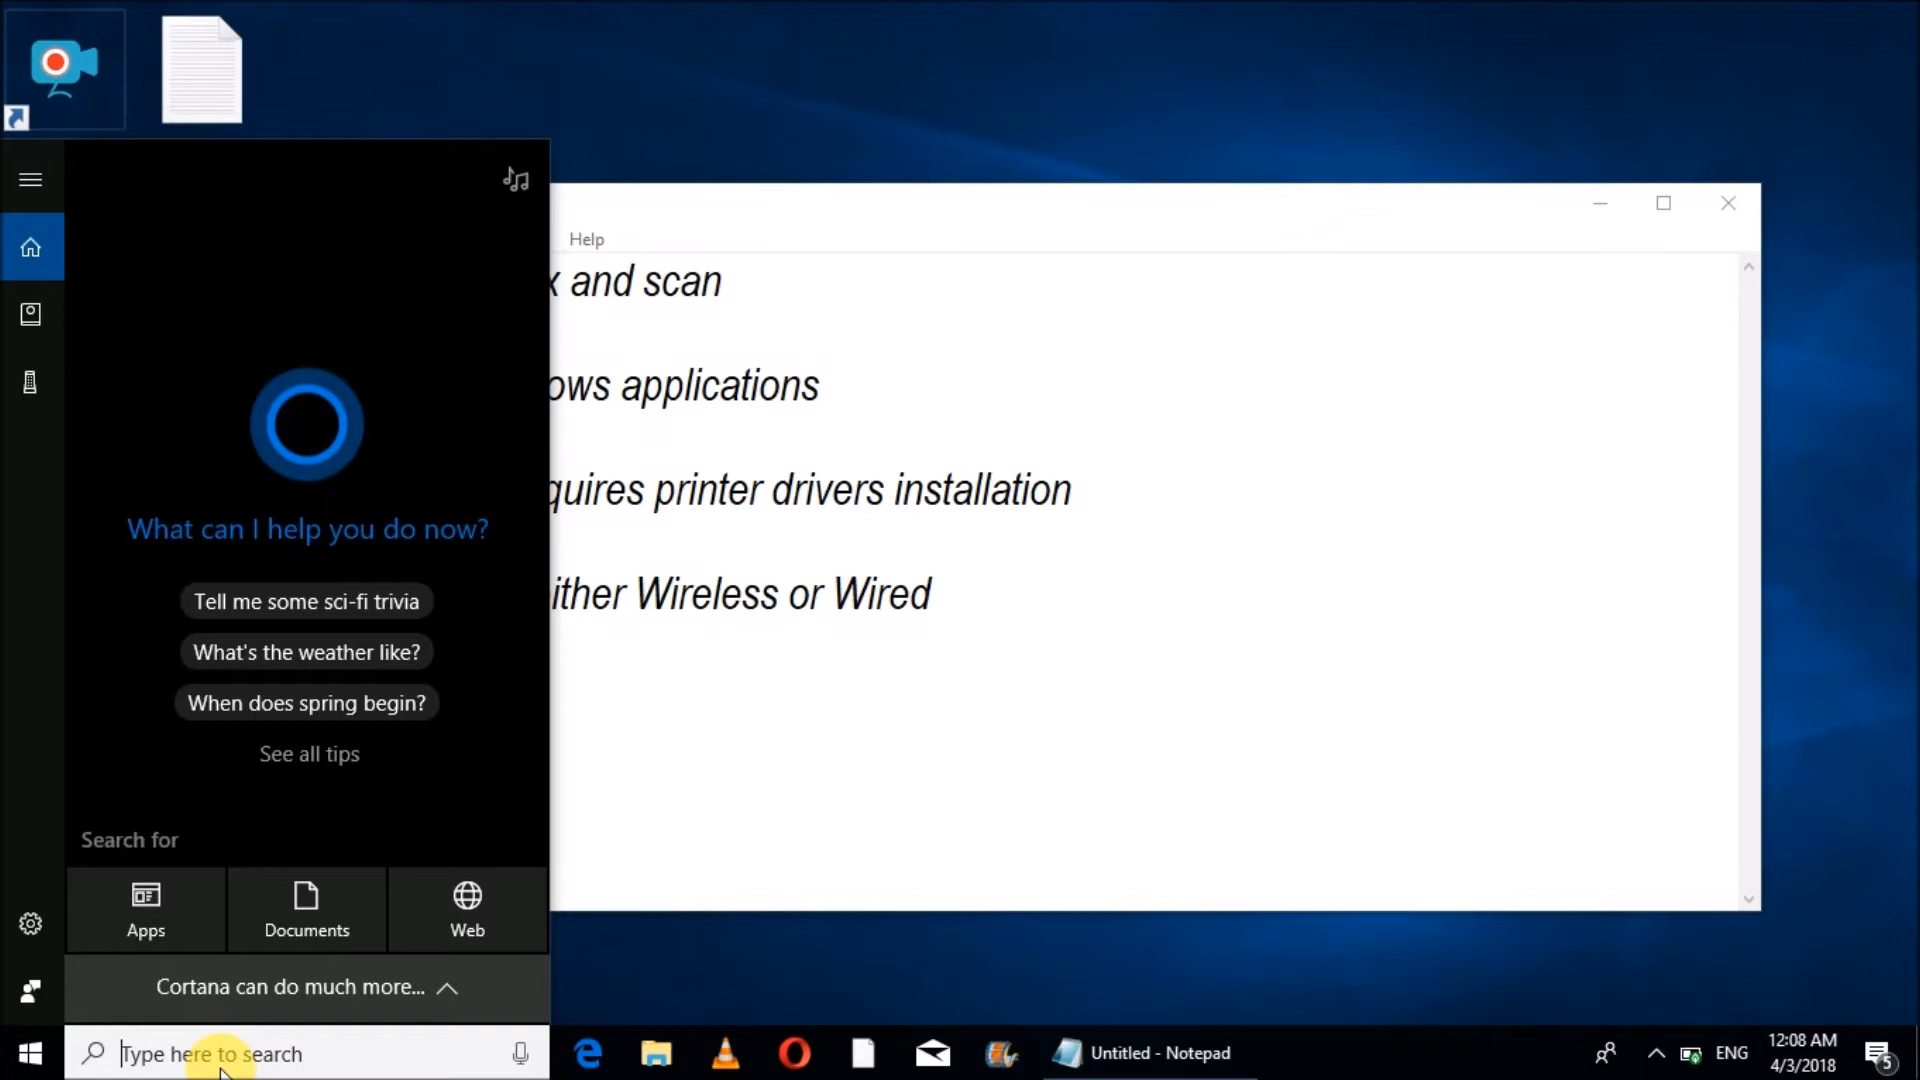 Help
x and scan
ows applications
quires printer drivers installation
ither Wireless or Wired
What can I help you do now?
Tell me some sci-fi trivia
What's the weather like?
When does spring begin?
See all tips
Search for
Apps
Documents
Web
Cortana can do much more...
Type here to search
Untitled - Notepad
ENG
12:08 AM
4/3/2018
5